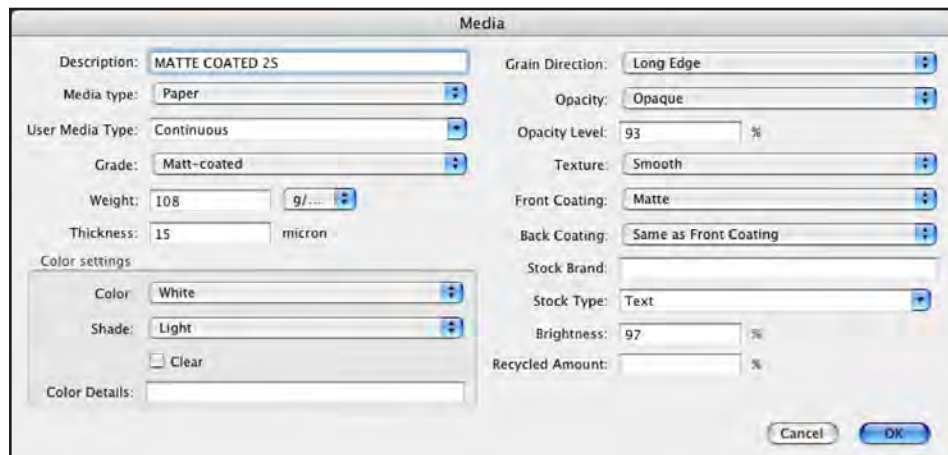 Media
Description: MATTE COATED 2S
Media type: Paper
User Media Type: Continuous
Grade: Matt-coated
Weight: 108 g/...
Thickness: 15 micron
Color settings
Color White
Shade: Light
Clear
Color Details:
Grain Direction: Long Edge
Opacity: Opaque
Opacity Level: 93 %
Texture: Smooth
Front Coating: Matte
Back Coating: Same as Front Coating
Stock Brand:
Stock Type: Text
Brightness: 97 %
Recycled Amount: %
Cancel OK